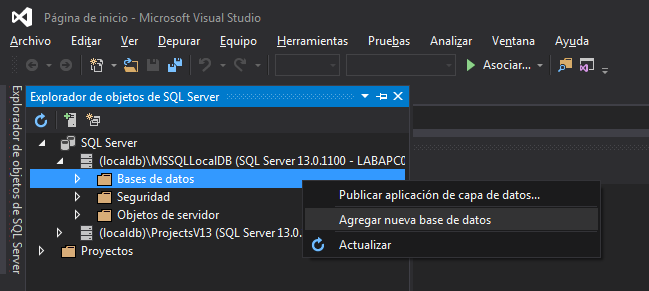 Página de inicio - Microsoft Visual Studio
Archivo Editar Ver Depurar Equipo Herramientas Pruebas Analizar Ventana Ayuda
Asociar...
Explorador de objetos de SQL Server
Explorador de objetos de SQL Server
SQL Server
(localdb)\MSSQLLocalDB (SQL Server 13.0.1100 - LABAPC0
Bases de datos
Publicar aplicación de capa de datos...
Seguridad
Agregar nueva base de datos
Objetos de servidor
(localdb)\ProjectsV13 (SQL Server 13.0.
Actualizar
Proyectos